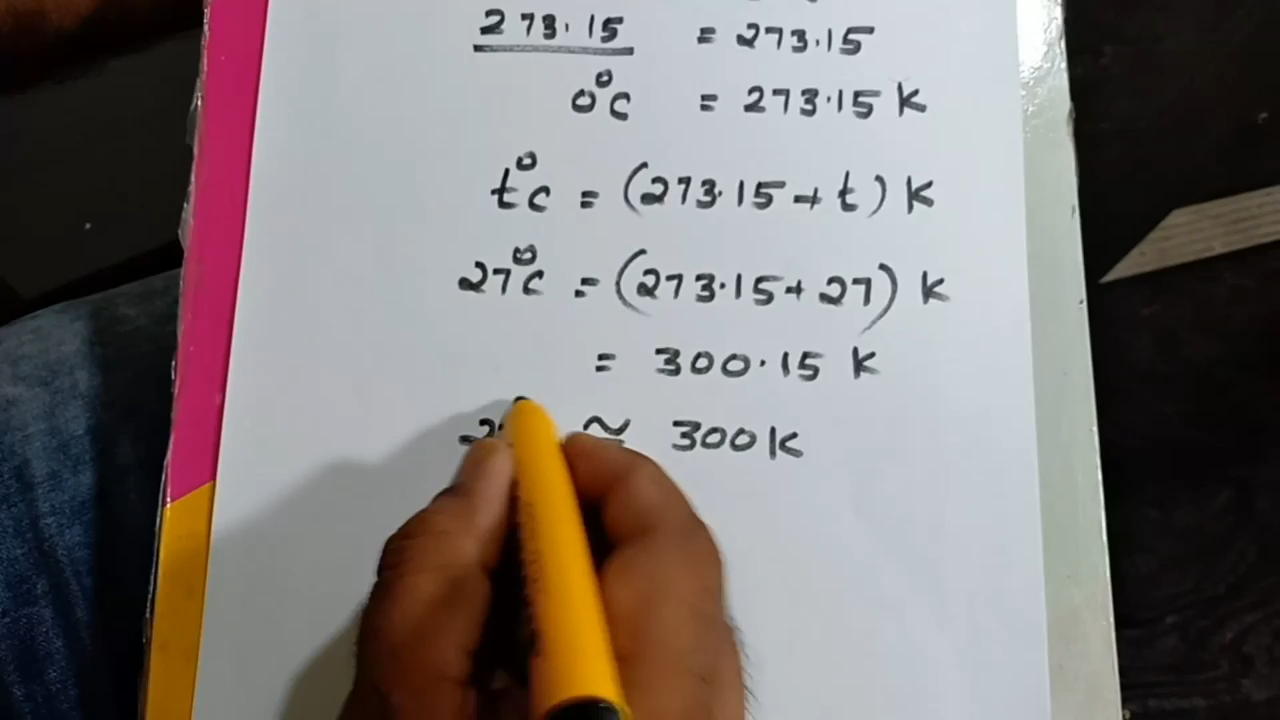 273.15 = 273.15
0°C = 273.15 K
t°C = (273.15 + t) K
27°C = (273.15 + 27) K
= 300.15 K
≅ 300 K